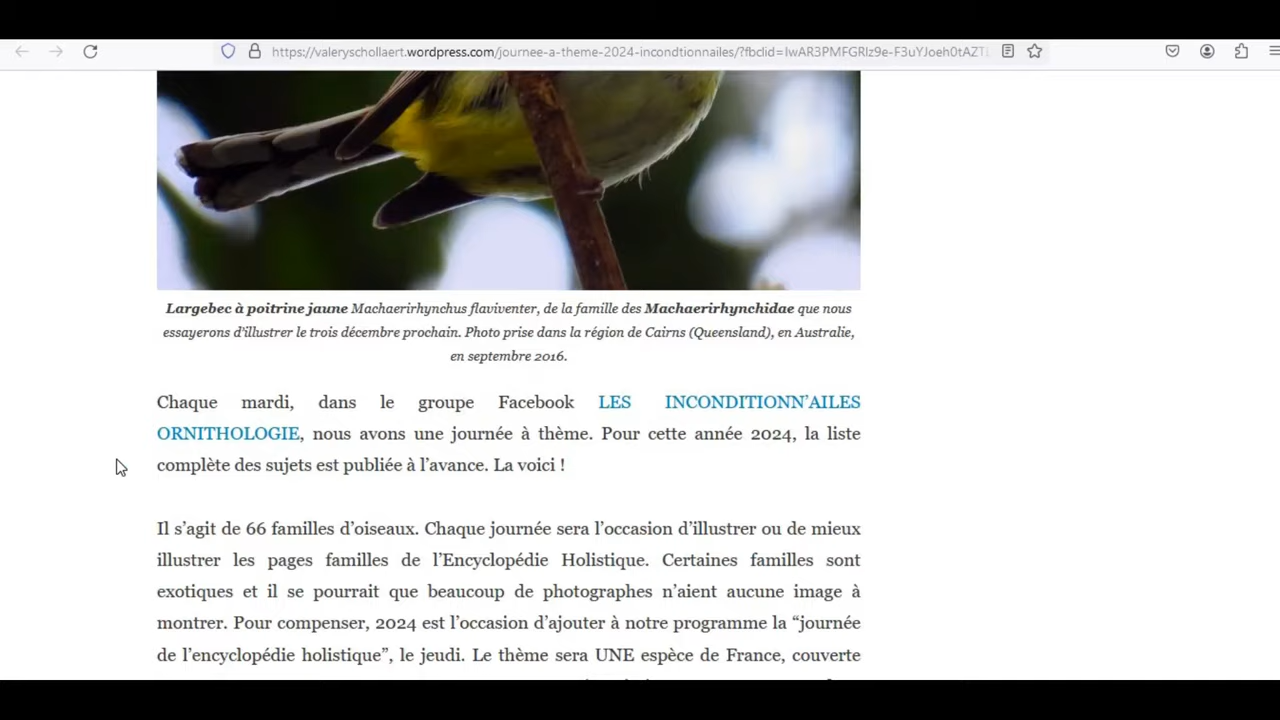 https://valeryschollaert.wordpress.com/journee-a-theme-2024-incondtionnailes/?fbclid=IwAR3PMFGRlz9e-F3uYJoeh0tAZTL
Largebec à poitrine jaune Machaerirhynchus flaviventer, de la famille des Machaerirhynchidae que nous
essayerons d'illustrer le trois décembre prochain. Photo prise dans la région de Cairns (Queensland), en Australie,
en septembre 2016.
Chaque mardi, dans le groupe Facebook LES INCONDITIONN'AILES
ORNITHOLOGIE, nous avons une journée à thème. Pour cette année 2024, la liste
complète des sujets est publiée à l'avance. La voici !
Il s'agit de 66 familles d'oiseaux. Chaque journée sera l'occasion d'illustrer ou de mieux
illustrer les pages familles de l'Encyclopédie Holistique. Certaines familles sont
exotiques et il se pourrait que beaucoup de photographes n'aient aucune image à
montrer. Pour compenser, 2024 est l'occasion d'ajouter à notre programme la “journée
de l'encyclopédie holistique”, le jeudi. Le thème sera UNE espèce de France, couverte